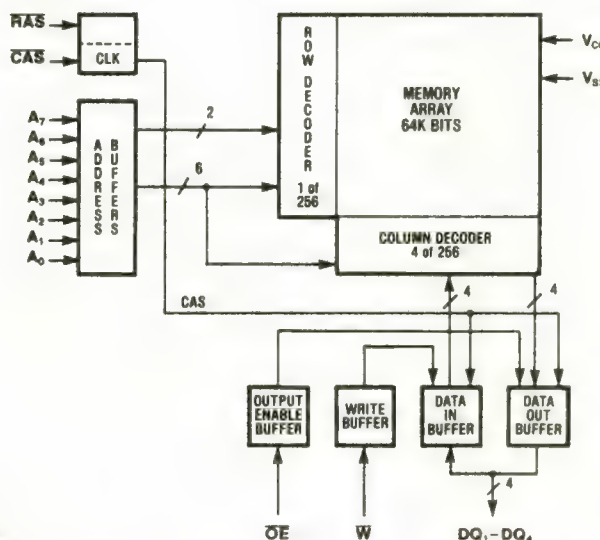 RAS
CAS
CLK
A7
A6
A5
A4
A3
A2
A1
A0
ADDRESS
BUFFERS
2
6
ROW DECODER
1 of
256
MEMORY
ARRAY
64K BITS
COLUMN DECODER
4 of 256
4
4
CAS
OUTPUT
ENABLE
BUFFER
WRITE
BUFFER
DATA
IN
BUFFER
DATA
OUT
BUFFER
4
OE
W
DQ1-DQ4